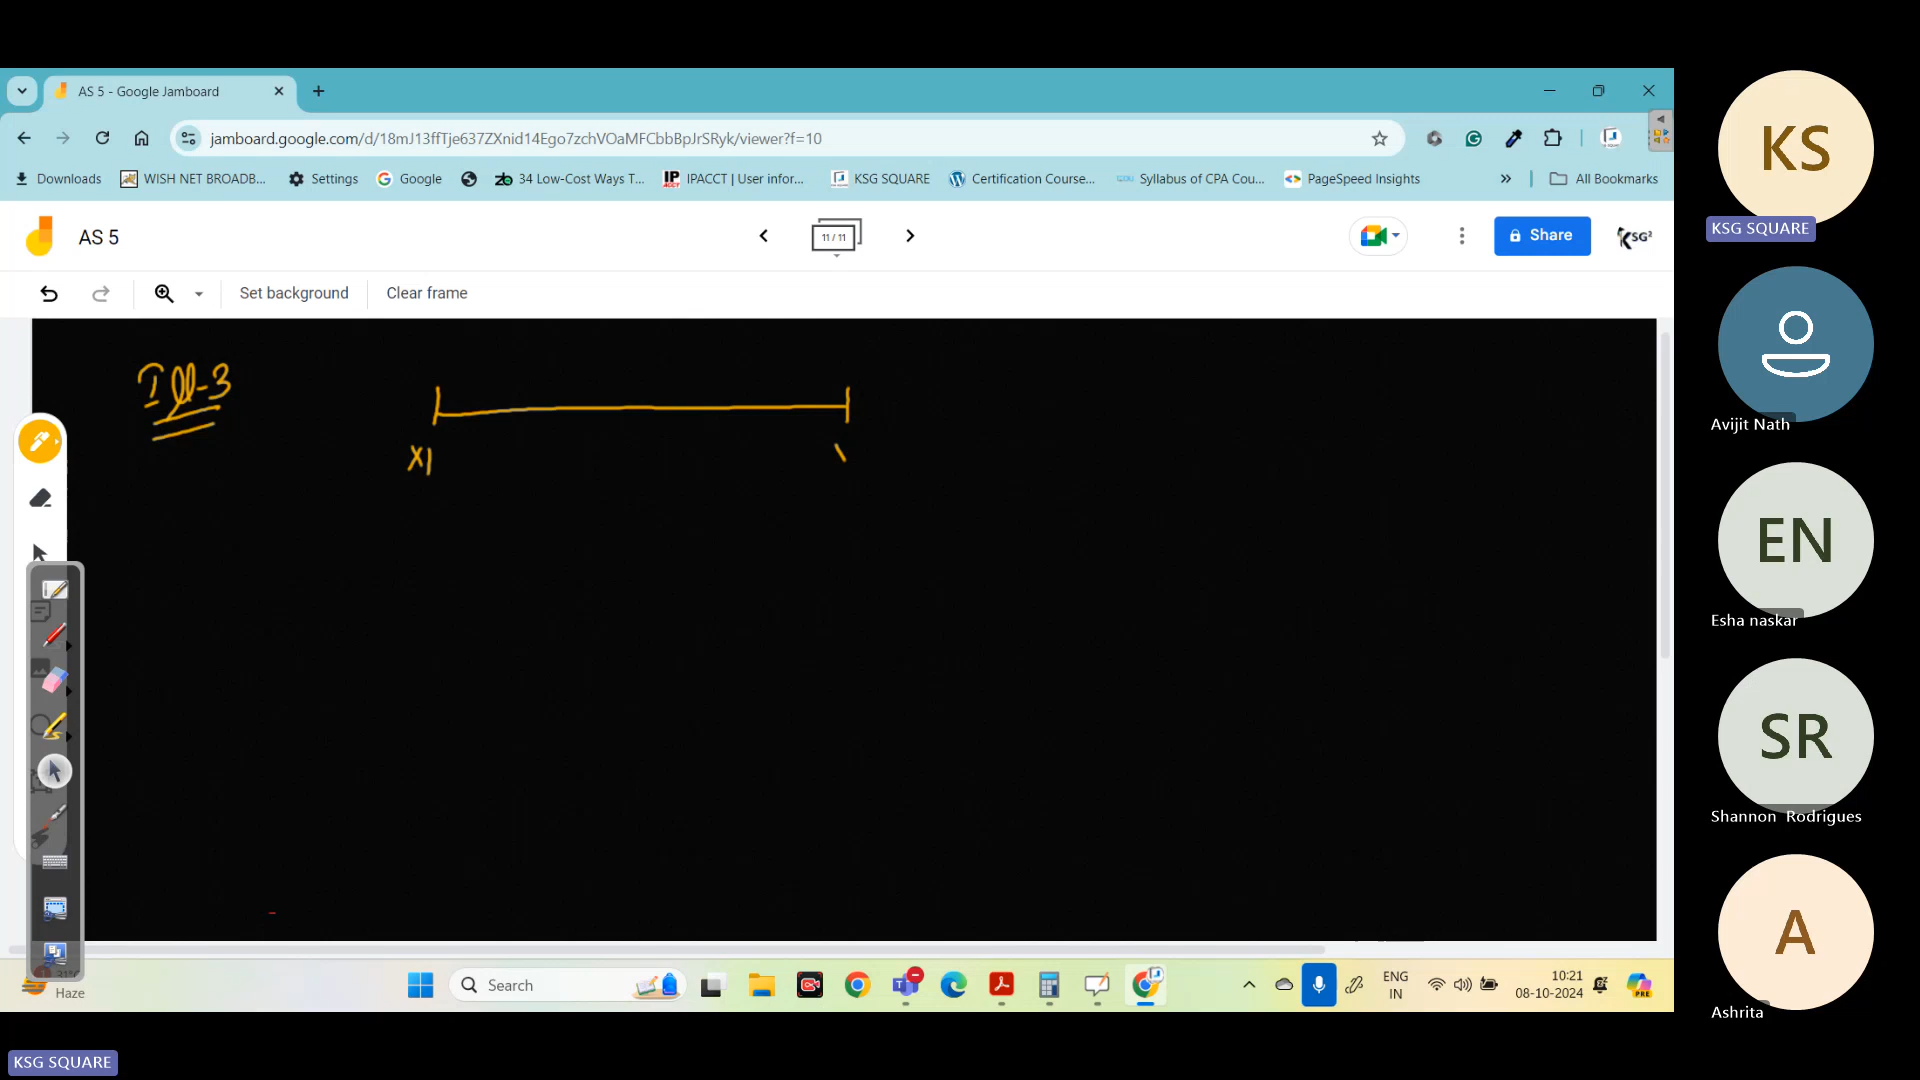 AS 5 - Google Jamboard
jamboard.google.com/d/18mJ13ffTje637ZXnid14Ego7zchVOaMFCbbBpJrSRyk/viewer?f=10
Downloads WISH NET BROADB... Settings Google 34 Low-Cost Ways T... IPACCT | User infor... KSG SQUARE Certification Course... Syllabus of CPA Cou... PageSpeed Insights » All Bookmarks
AS 5
11 / 11
Share
KSG²
Set background
Clear frame
Ill-3
X1
31°C
Haze
Search
ENG
IN
10:21
08-10-2024
PRE
KS
KSG SQUARE
Avijit Nath
EN
Esha naskar
SR
Shannon Rodrigues
A
Ashrita
KSG SQUARE